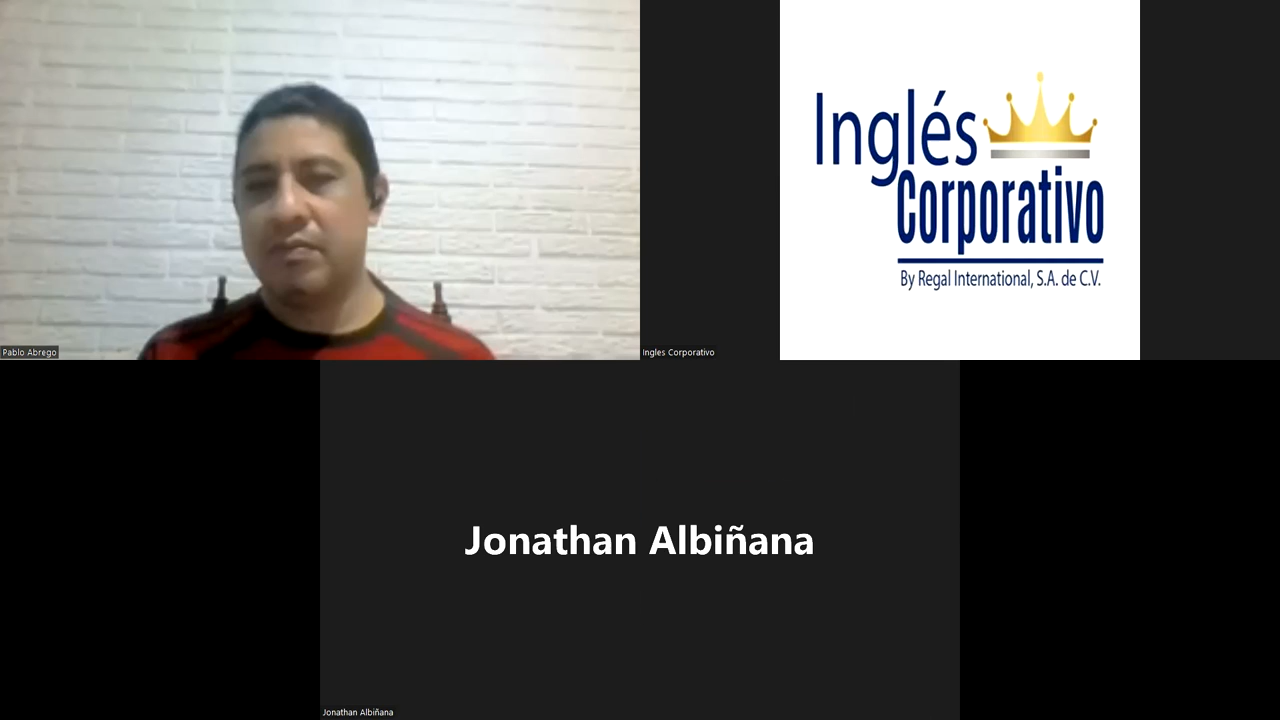 Inglés
Corporativo
By Regal International, S.A. de C.V.
Pablo Abrego
Ingles Corporativo
Jonathan Albiñana
Jonathan Albiñana